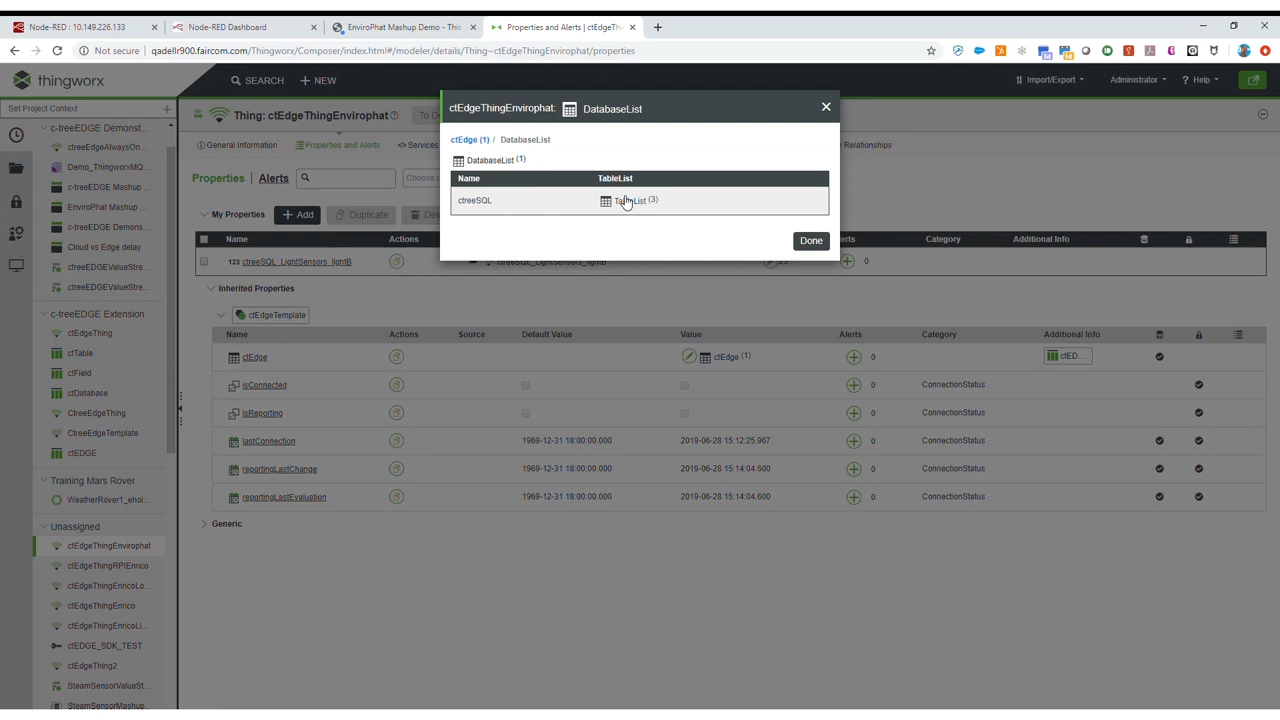 Node-RED : 10.149.226.133
Node-RED Dashboard
EnviroPhat Mashup Demo - This
Properties and Alerts | ctEdgeThin
Not secure | qadellr900.faircom.com/Thingworx/Composer/index.html#/modeler/details/Thing~ctEdgeThingEnvirophat/properties
thingworx
SEARCH
NEW
Import/Export
Administrator
Help
Set Project Context
c-treeEDGE Demonst...
ctreeEdgeAlwaysOn...
Demo_ThingworxMQ...
c-treeEDGE Mashup ...
EnviroPhat Mashup ...
c-treeEDGE Demons...
Cloud vs Edge delay
ctreeEDGEValueStre...
ctreeEDGEValueStre...
c-treeEDGE Extension
ctEdgeThing
ctTable
ctField
ctDatabase
CtreeEdgeThing
CtreeEdgeTemplate
ctEDGE
Training Mars Rover
WeatherRover1_ehol...
Unassigned
ctEdgeThingEnvirophat
ctEdgeThingRPIEnrico
ctEdgeThingEnricoLo...
ctEdgeThingEnrico
ctEdgeThingEnricoLi...
ctEDGE_SDK_TEST
ctEdgeThing2
SteamSensorValueSt...
SteamSensorMashup...
Thing: ctEdgeThingEnvirophat
To Do
General Information
Properties and Alerts
Services
Relationships
Properties | Alerts
My Properties
Add
Duplicate
Name Actions Alerts Category Additional Info
123 ctreeSQL_LightSensors_lightB
ctreeSQL_LightSensors_lightB
0
Inherited Properties
ctEdgeTemplate
Name Actions Source Default Value Value Alerts Category Additional Info
ctEdge ctEdge (1) 0 ctED...
isConnected 0 ConnectionStatus
isReporting 0 ConnectionStatus
lastConnection 1969-12-31 18:00:00.000 2019-06-28 15:12:25.967 0 ConnectionStatus
reportingLastChange 1969-12-31 18:00:00.000 2019-06-28 15:14:04.600 0 ConnectionStatus
reportingLastEvaluation 1969-12-31 18:00:00.000 2019-06-28 15:14:04.600 0 ConnectionStatus
Generic
ctEdgeThingEnvirophat: DatabaseList
ctEdge (1) / DatabaseList
DatabaseList (1)
Name TableList
ctreeSQL TableList (3)
Done